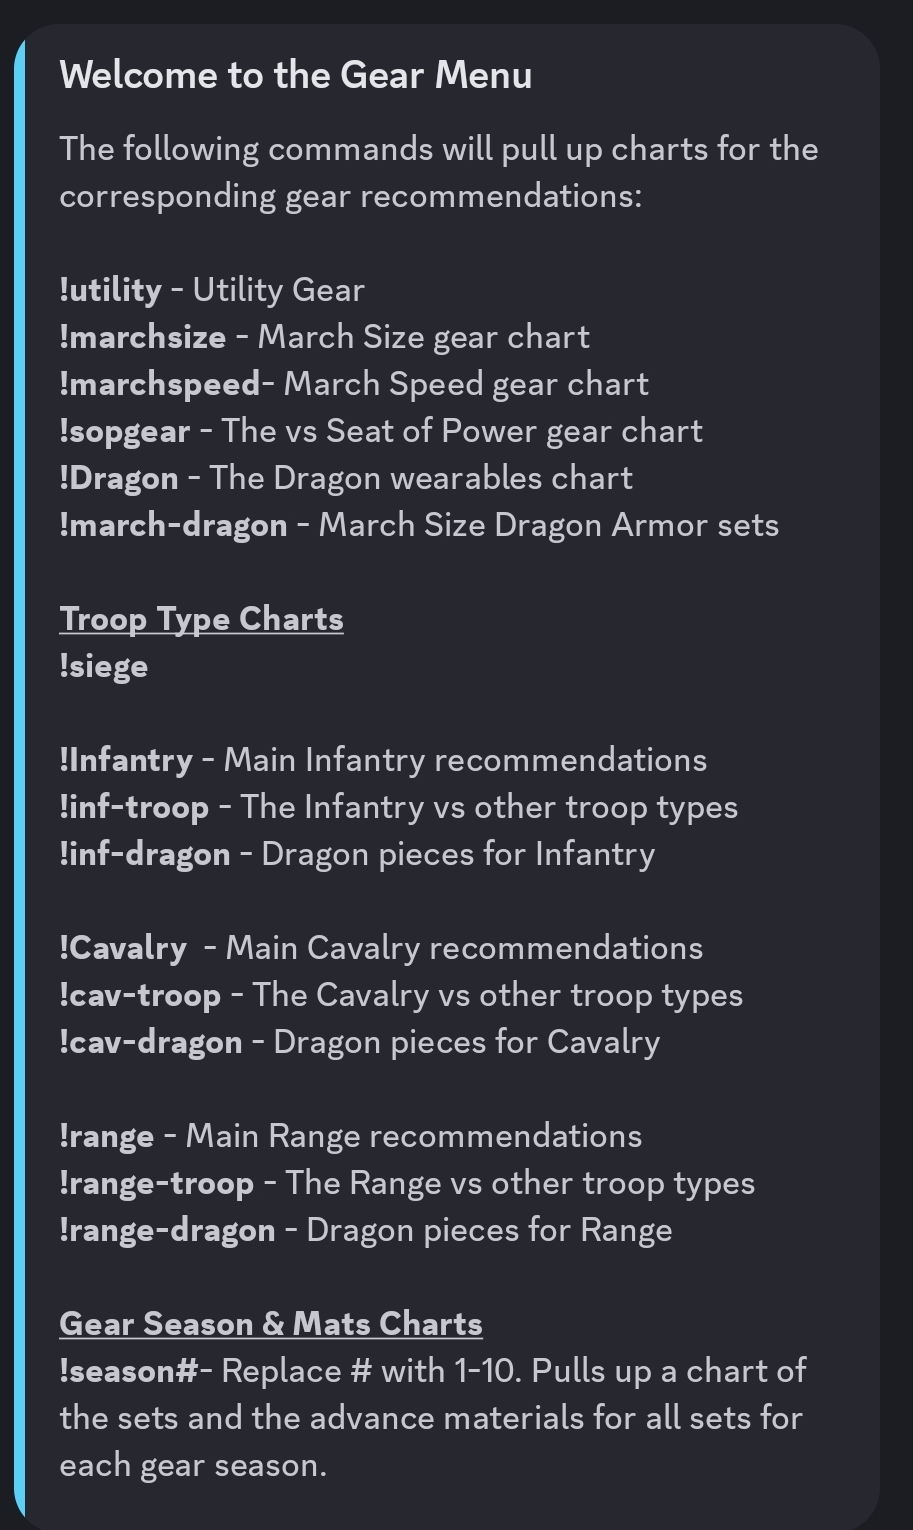 Welcome to the Gear Menu
The following commands will pull up charts for the
corresponding gear recommendations:
!utility - Utility Gear
!marchsize - March Size gear chart
!marchspeed- March Speed gear chart
!sopgear - The vs Seat of Power gear chart
!Dragon - The Dragon wearables chart
!march-dragon - March Size Dragon Armor sets
Troop Type Charts
!siege
!Infantry - Main Infantry recommendations
!inf-troop - The Infantry vs other troop types
!inf-dragon - Dragon pieces for Infantry
!Cavalry  - Main Cavalry recommendations
!cav-troop - The Cavalry vs other troop types
!cav-dragon - Dragon pieces for Cavalry
!range - Main Range recommendations
!range-troop - The Range vs other troop types
!range-dragon - Dragon pieces for Range
Gear Season & Mats Charts
!season#- Replace # with 1-10. Pulls up a chart of
the sets and the advance materials for all sets for
each gear season.